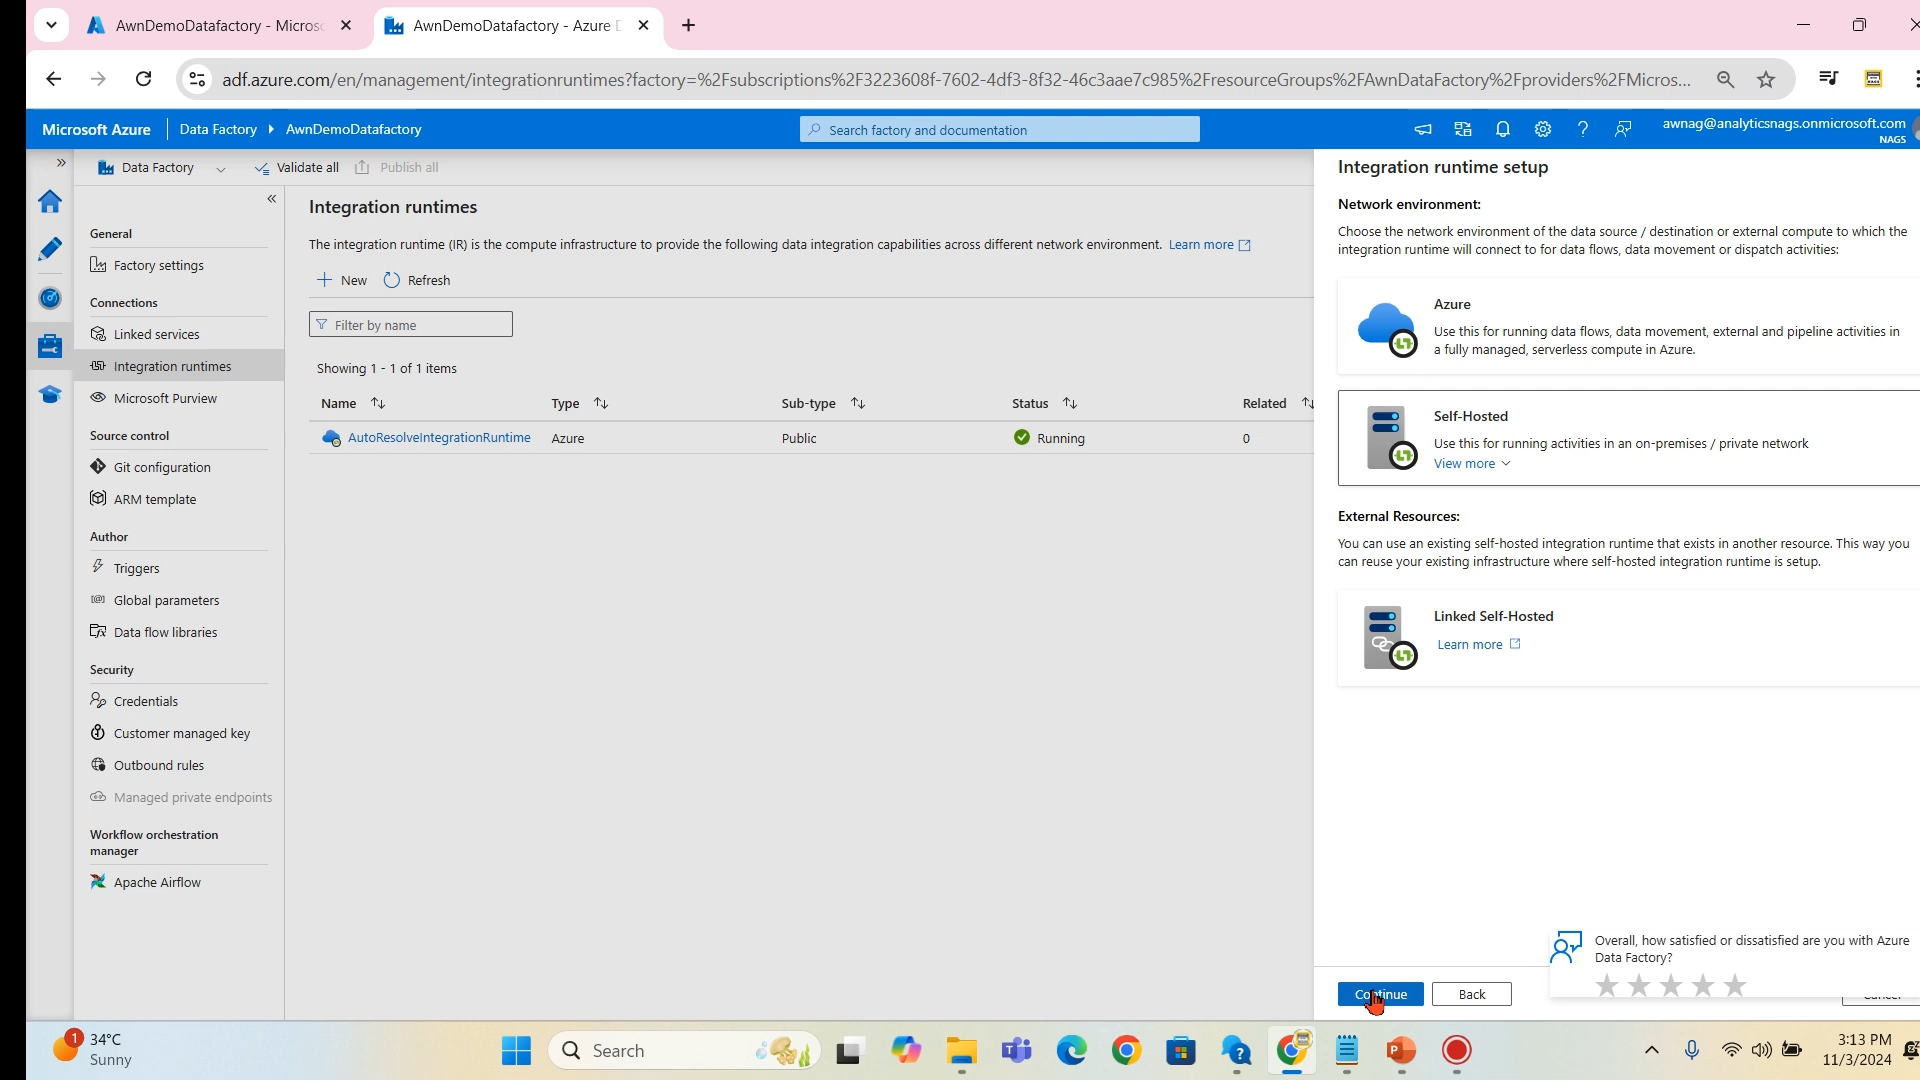 AwnDemoDatafactory - Micros
AwnDemoDatafactory - Azure D
adf.azure.com/en/management/integrationruntimes?factory=%2Fsubscriptions%2F3223608f-7602-4df3-8f32-46c3aae7c985%2FresourceGroups%2FAwnDataFactory%2Fproviders%2FMicros...
Microsoft Azure
Data Factory
AwnDemoDatafactory
Search factory and documentation
awnag@analyticsnags.onmicrosoft.com
NAGS
Data Factory
Validate all
Publish all
General
Factory settings
Connections
Linked services
Integration runtimes
Microsoft Purview
Source control
Git configuration
ARM template
Author
Triggers
Global parameters
Data flow libraries
Security
Credentials
Customer managed key
Outbound rules
Managed private endpoints
Workflow orchestration
manager
Apache Airflow
Integration runtimes
The integration runtime (IR) is the compute infrastructure to provide the following data integration capabilities across different network environment. Learn more
New
Refresh
Filter by name
Showing 1 - 1 of 1 items
Name Type Sub-type Status Related
AutoResolveIntegrationRuntime Azure Public Running 0
Integration runtime setup
Network environment:
Choose the network environment of the data source / destination or external compute to which the
integration runtime will connect to for data flows, data movement or dispatch activities:
Azure
Use this for running data flows, data movement, external and pipeline activities in
a fully managed, serverless compute in Azure.
Self-Hosted
Use this for running activities in an on-premises / private network
View more
External Resources:
You can use an existing self-hosted integration runtime that exists in another resource. This way you
can reuse your existing infrastructure where self-hosted integration runtime is setup.
Linked Self-Hosted
Learn more
Overall, how satisfied or dissatisfied are you with Azure
Data Factory?
Continue
Back
1
34°C
Sunny
Search
3:13 PM
11/3/2024